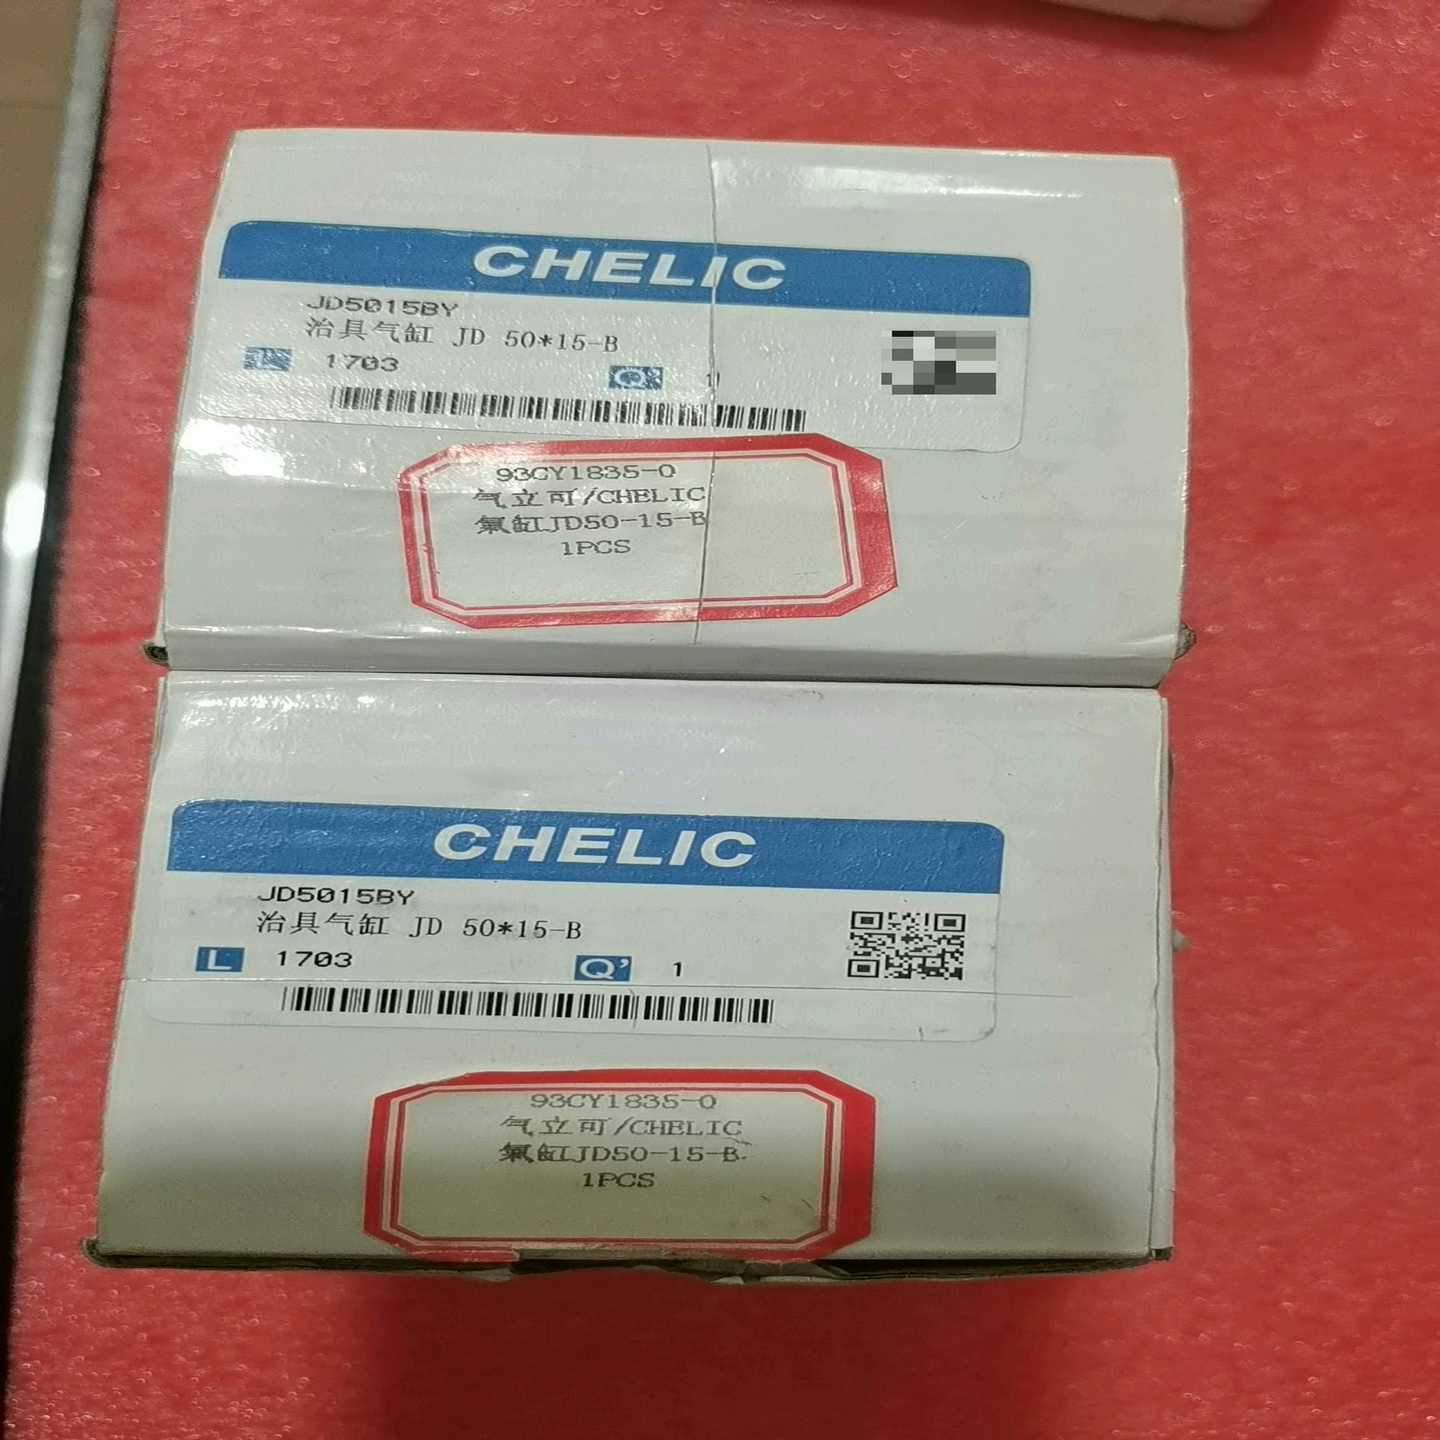 CHELIC
JD5015BY
治具气缸 JD 50*15-B
L 1703 Q' 1
93CY1835-0
气立可/CHELIC
氣缸JD50-15-B
1PCS
CHELIC
JD5015BY
治具气缸 JD 50*15-B
L 1703 Q' 1
93CY1835-0
气立可/CHELIC
氣缸JD50-15-B
1PCS